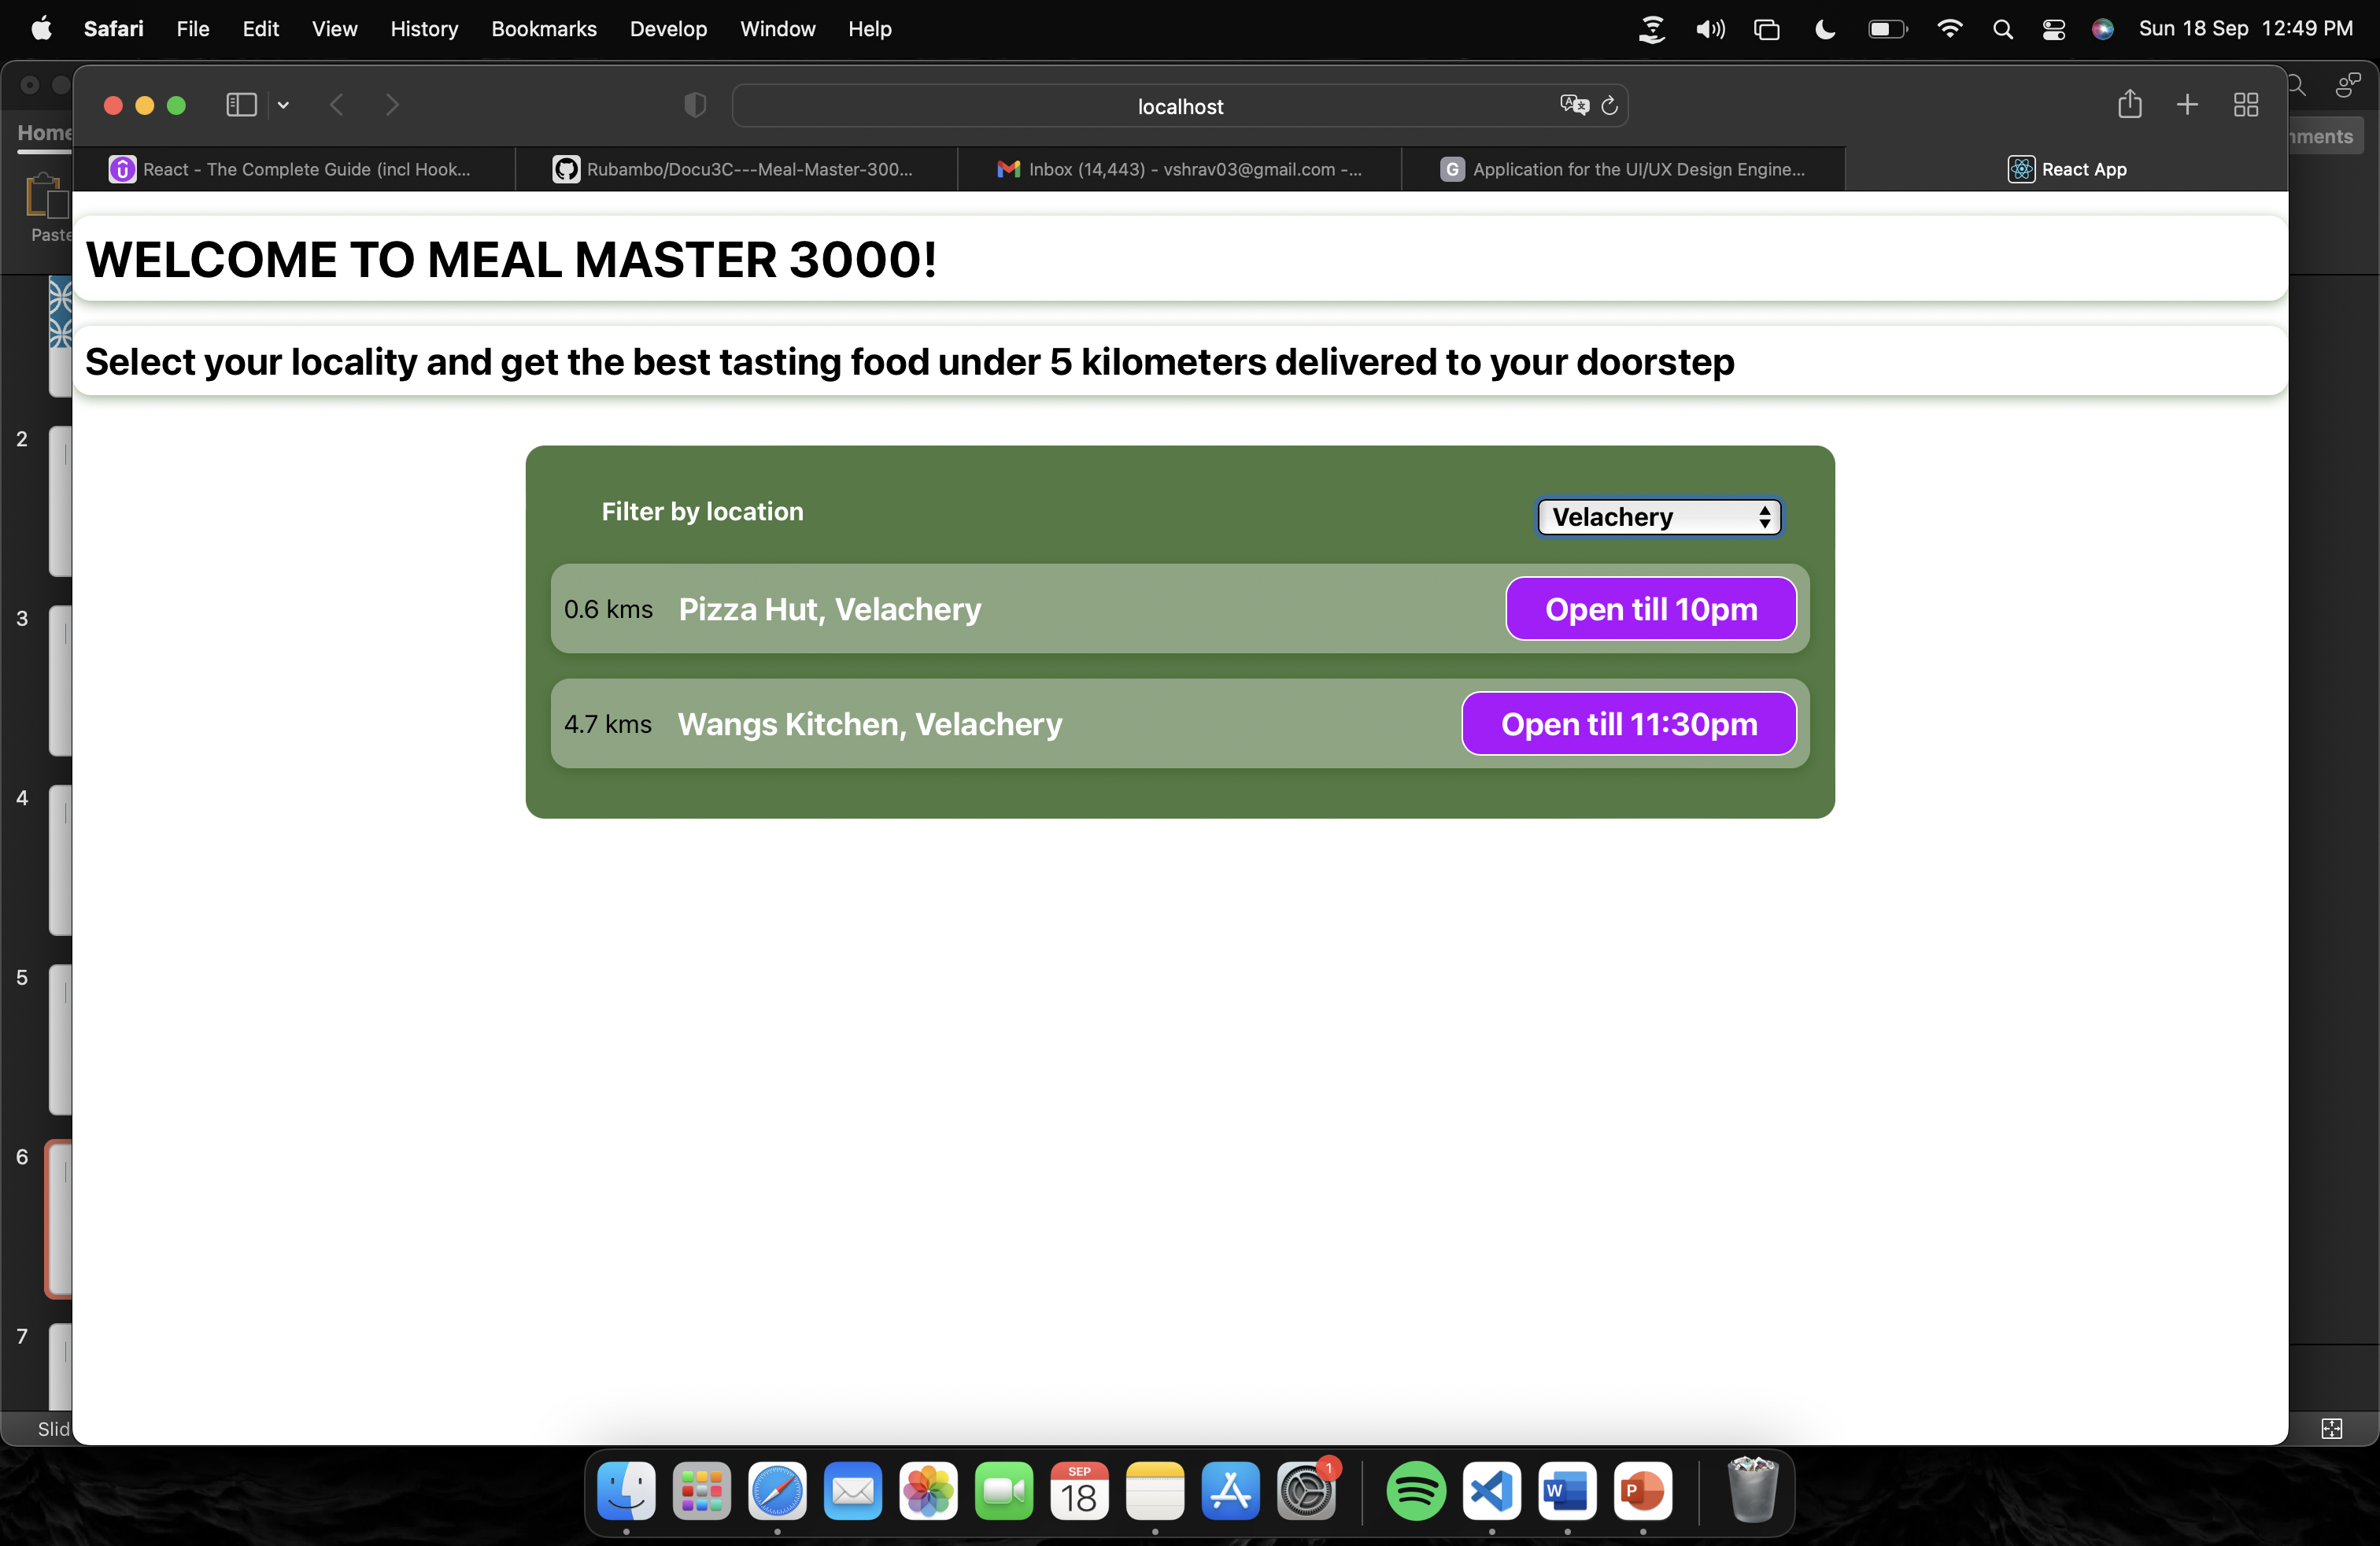 Safari File Edit View History Bookmarks Develop Window Help Sun 18 Sep 12:49 PM
localhost
Home
Paste
React - The Complete Guide (incl Hook...
Rubambo/Docu3C---Meal-Master-300...
Inbox (14,443) - vshrav03@gmail.com -...
G Application for the UI/UX Design Engine...
React App
WELCOME TO MEAL MASTER 3000!
Select your locality and get the best tasting food under 5 kilometers delivered to your doorstep
Filter by location
Velachery
0.6 kms Pizza Hut, Velachery Open till 10pm
4.7 kms Wangs Kitchen, Velachery Open till 11:30pm
2
3
4
5
6
7
Slid
SEP
18
1
W
P